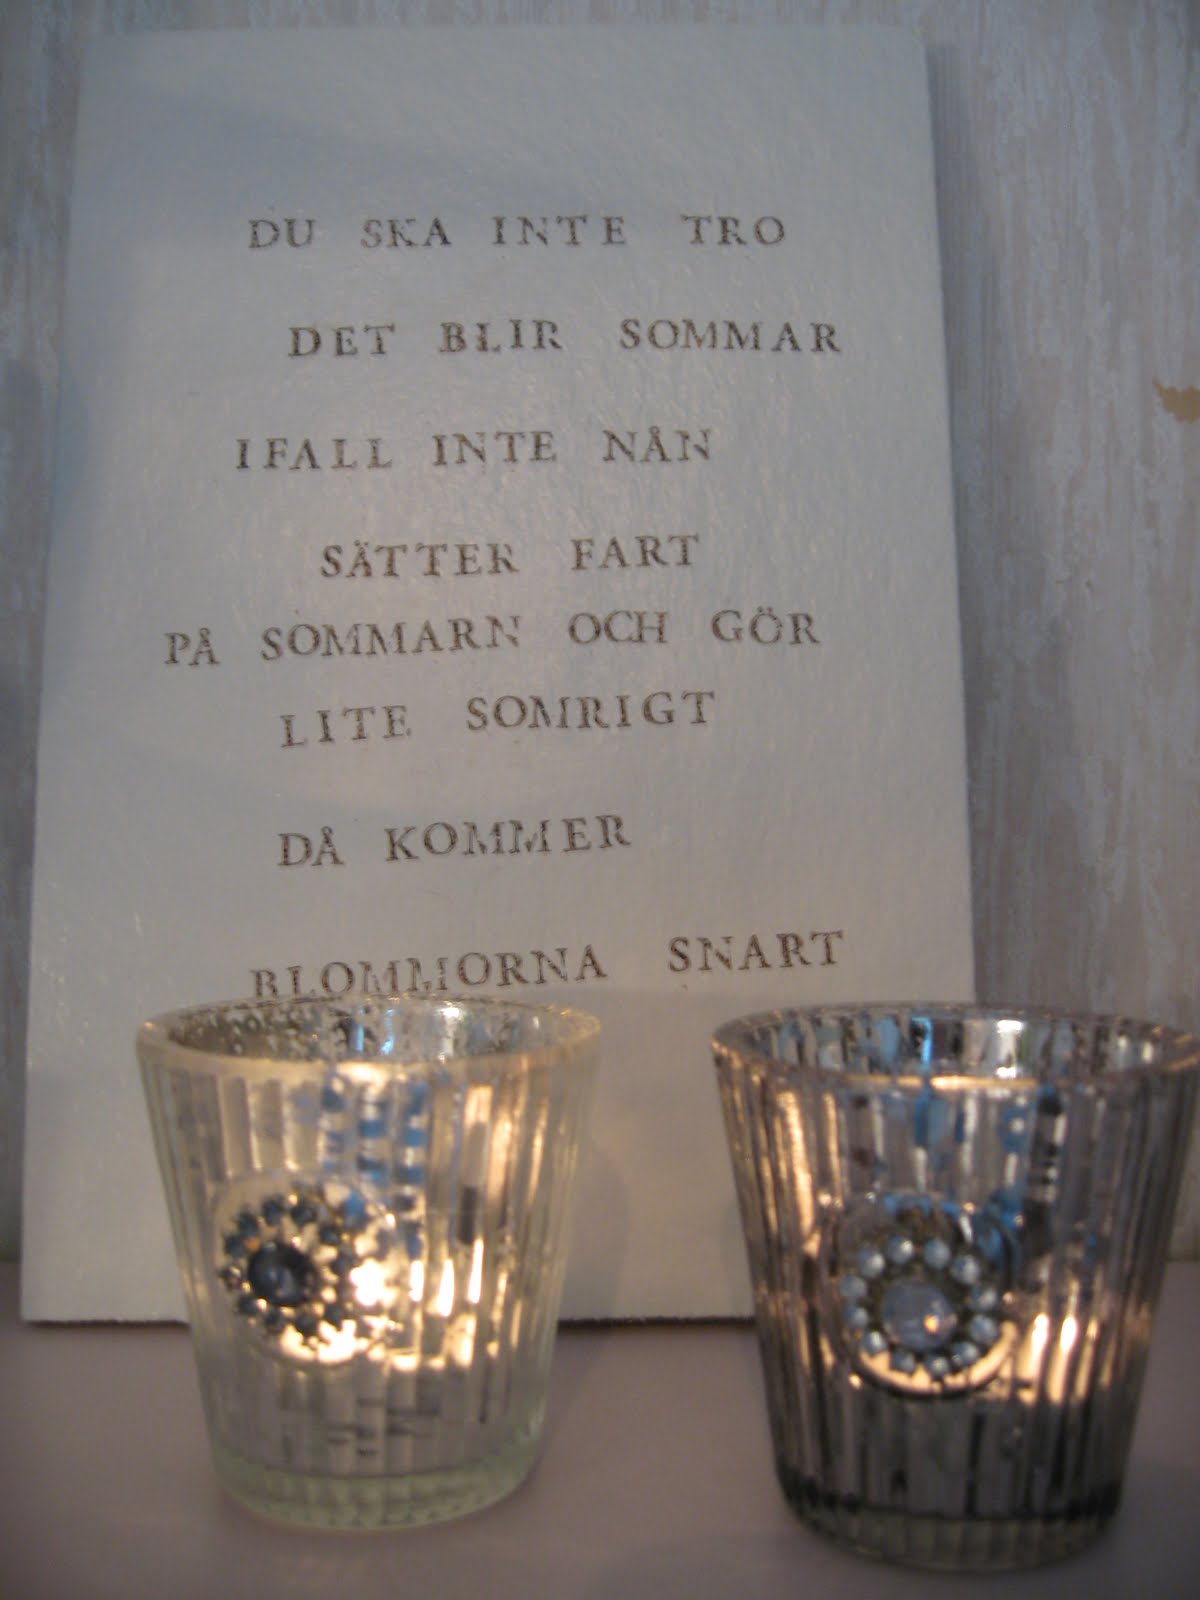 DU SKA INTE TRO
DET BLIR SOMMAR
IFALL INTE NÅN
SÄTTER FART
PÅ SOMMARN OCH GÖR
LITE SOMRIGT
DÅ KOMMER
BLOMMORNA SNART